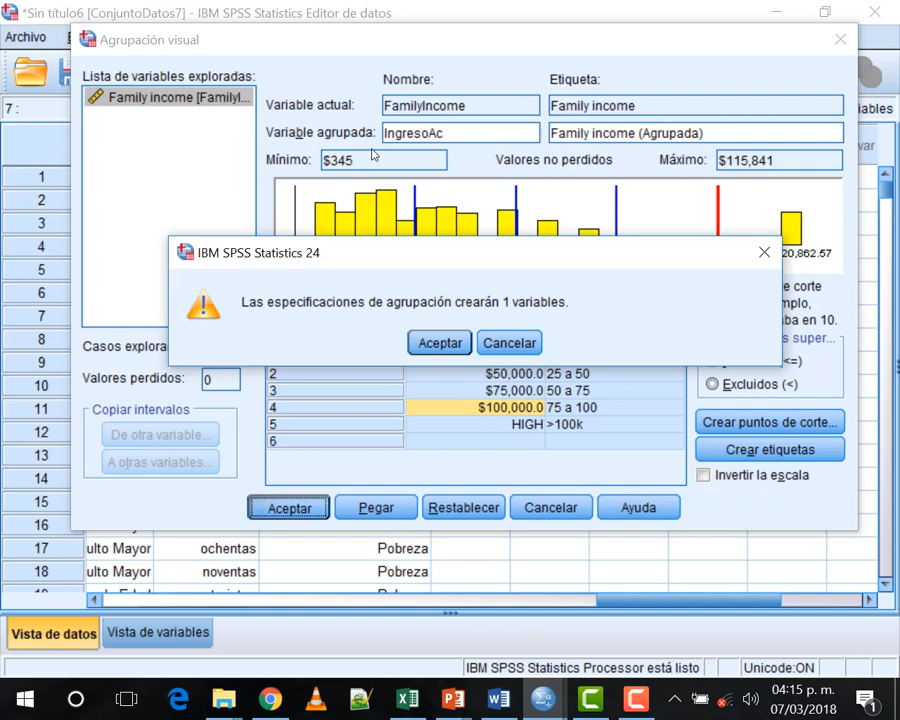 *Sin título6 [ConjuntoDatos7] - IBM SPSS Statistics Editor de datos
Archivo
7 :
Agrupación visual
Lista de variables exploradas:
Family income [FamilyI...
Nombre:
Etiqueta:
Variable actual:
FamilyIncome
Family income
Variable agrupada:
IngresoAc
Family income (Agrupada)
Mínimo:
$345
Valores no perdidos
Máximo:
$115,841
20,862.57
IBM SPSS Statistics 24
Las especificaciones de agrupación crearán 1 variables.
Aceptar
Cancelar
de corte
mplo,
ba en 10.
s super...
<=)
Excluidos (<)
Casos explora
Valores perdidos:
0
Copiar intervalos
De otra variable...
A otras variables...
2 $50,000.0 25 a 50
3 $75,000.0 50 a 75
4 $100,000.0 75 a 100
5 HIGH >100k
6
Crear puntos de corte...
Crear etiquetas
Invertir la escala
Aceptar
Pegar
Restablecer
Cancelar
Ayuda
ables
var
1
2
3
4
5
6
7
8
9
10
11
12
13
14
15
16
17 ulto Mayor ochentas Pobreza
18 ulto Mayor noventas Pobreza
Vista de datos
Vista de variables
IBM SPSS Statistics Processor está listo
Unicode:ON
04:15 p. m.
07/03/2018
1